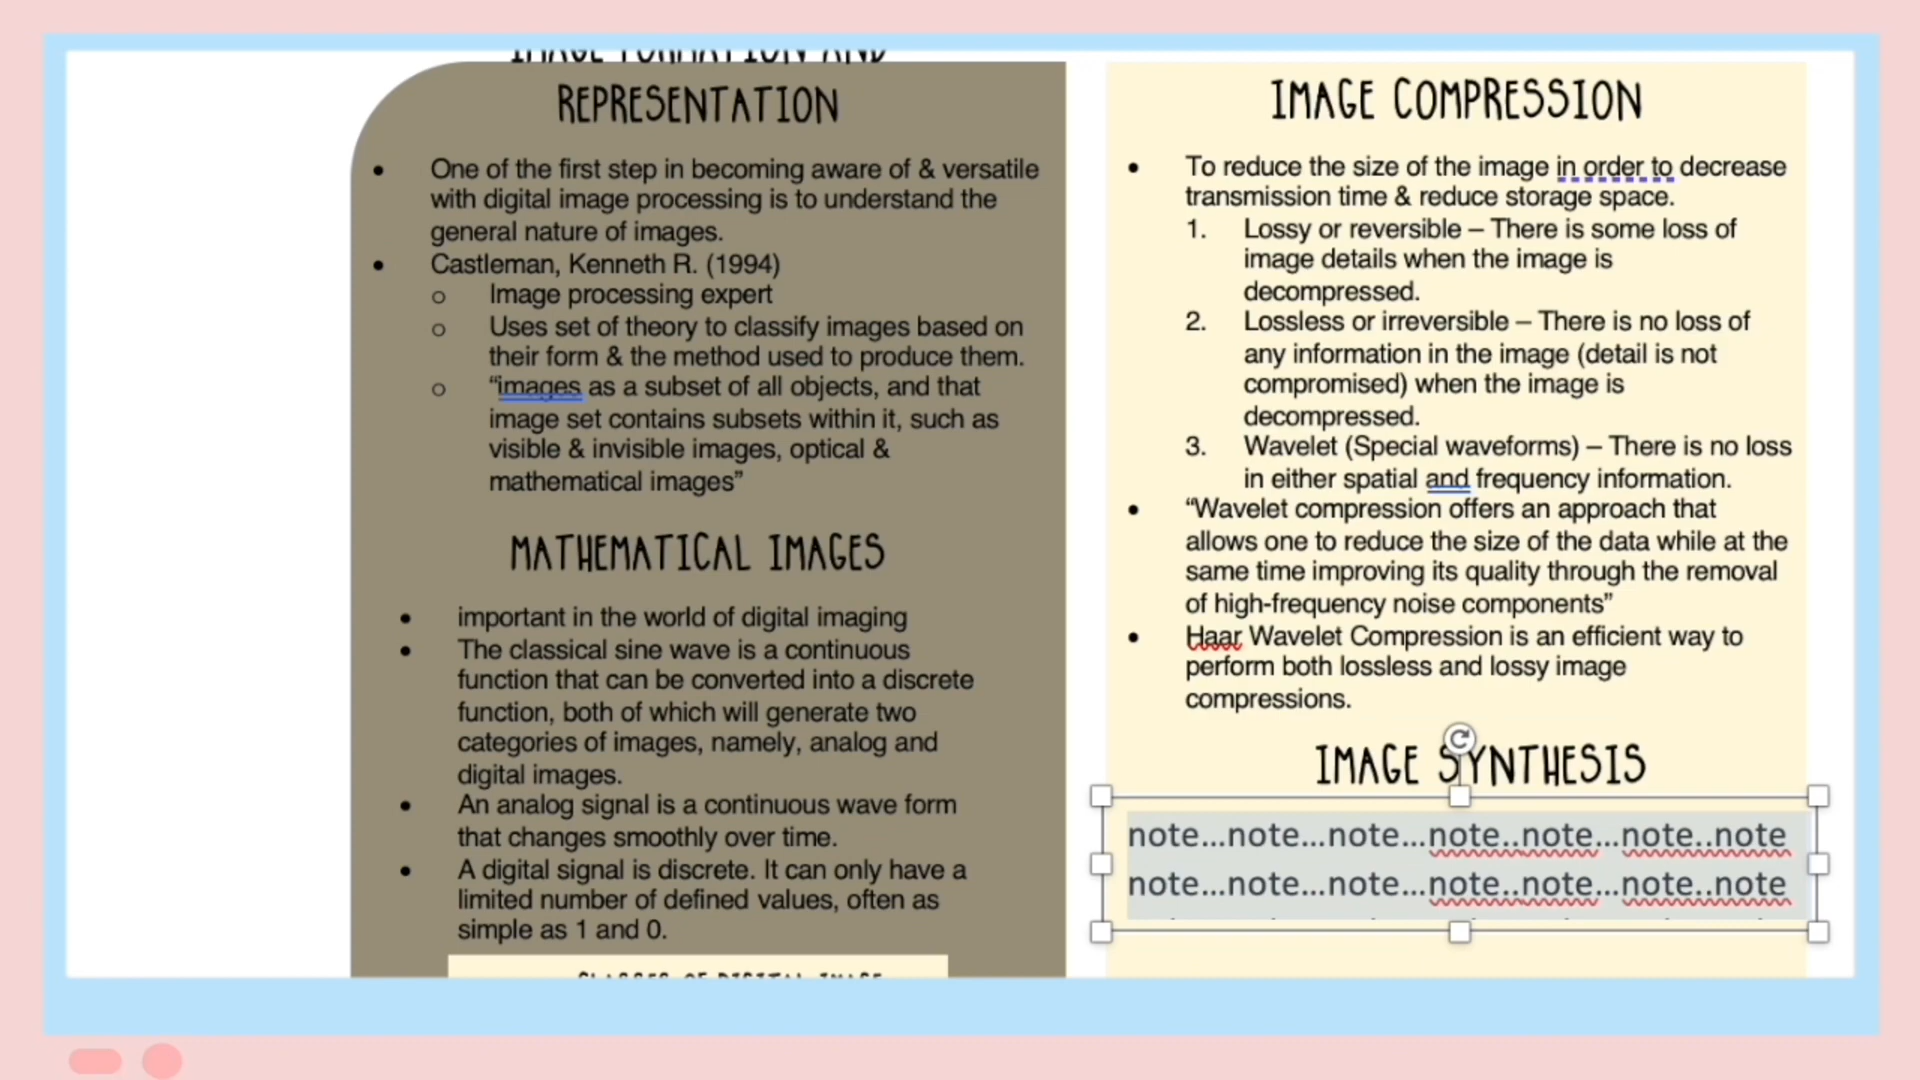 IMAGE FORMATION AND
REPRESENTATION
• One of the first step in becoming aware of & versatile
with digital image processing is to understand the
general nature of images.
• Castleman, Kenneth R. (1994)
o Image processing expert
o Uses set of theory to classify images based on
their form & the method used to produce them.
o “images as a subset of all objects, and that
image set contains subsets within it, such as
visible & invisible images, optical &
mathematical images”
MATHEMATICAL IMAGES
• important in the world of digital imaging
• The classical sine wave is a continuous
function that can be converted into a discrete
function, both of which will generate two
categories of images, namely, analog and
digital images.
• An analog signal is a continuous wave form
that changes smoothly over time.
• A digital signal is discrete. It can only have a
limited number of defined values, often as
simple as 1 and 0.
CLASSES OF DIGITAL IMAGE
IMAGE COMPRESSION
• To reduce the size of the image in order to decrease
transmission time & reduce storage space.
1. Lossy or reversible – There is some loss of
image details when the image is
decompressed.
2. Lossless or irreversible – There is no loss of
any information in the image (detail is not
compromised) when the image is
decompressed.
3. Wavelet (Special waveforms) – There is no loss
in either spatial and frequency information.
• “Wavelet compression offers an approach that
allows one to reduce the size of the data while at the
same time improving its quality through the removal
of high-frequency noise components”
• Haar Wavelet Compression is an efficient way to
perform both lossless and lossy image
compressions.
IMAGE SYNTHESIS
note...note...note...note..note...note..note
note...note...note...note..note...note..note